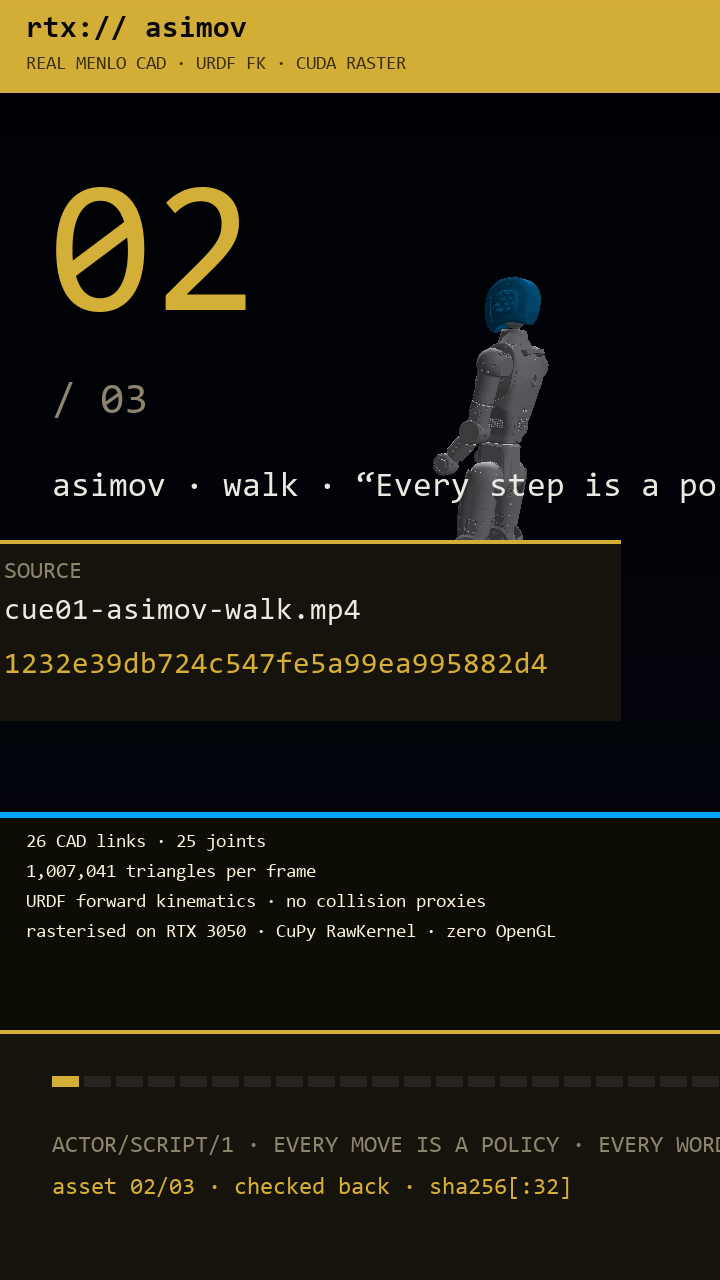 rtx:// asimov
REAL MENLO CAD · URDF FK · CUDA RASTER
02
/ 03
asimov · walk · “Every step is a po
SOURCE
cue01-asimov-walk.mp4
1232e39db724c547fe5a99ea995882d4
26 CAD links · 25 joints
1,007,041 triangles per frame
URDF forward kinematics · no collision proxies
rasterised on RTX 3050 · CuPy RawKernel · zero OpenGL
ACTOR/SCRIPT/1 · EVERY MOVE IS A POLICY · EVERY WORD
asset 02/03 · checked back · sha256[:32]